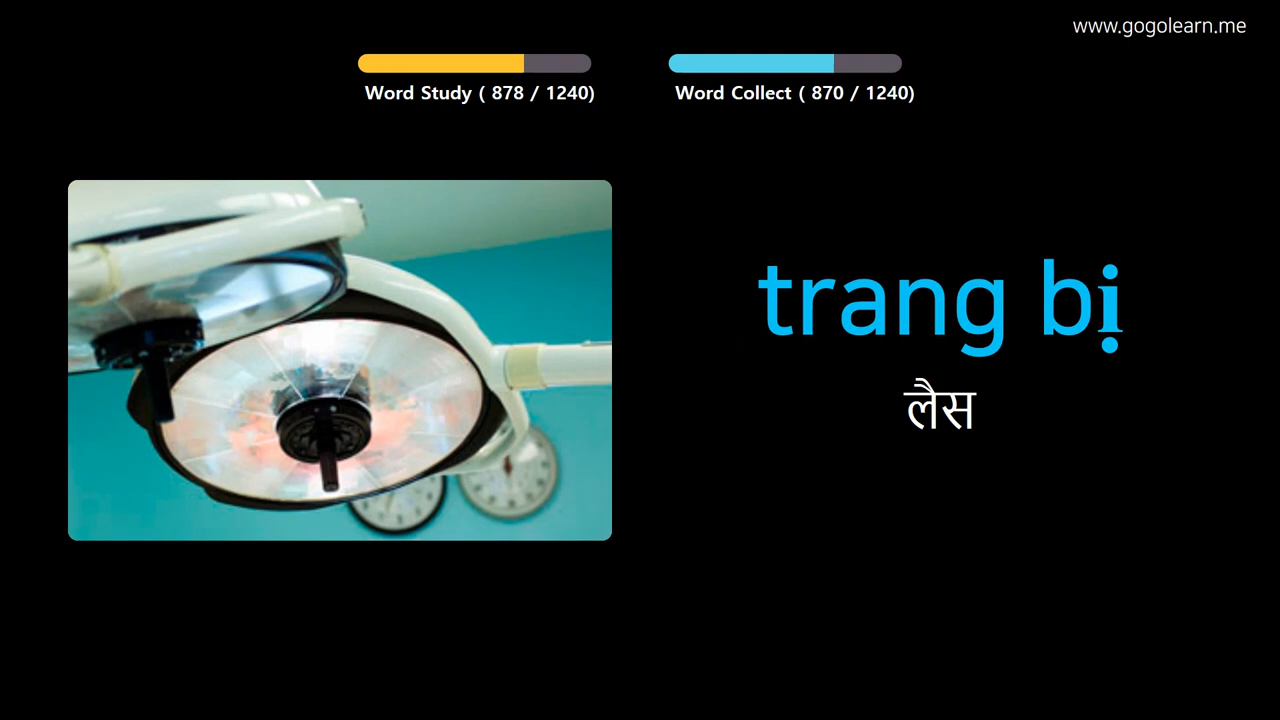 www.gogolearn.me
Word Study ( 878 / 1240)
Word Collect ( 870 / 1240)
trang bị
लैस